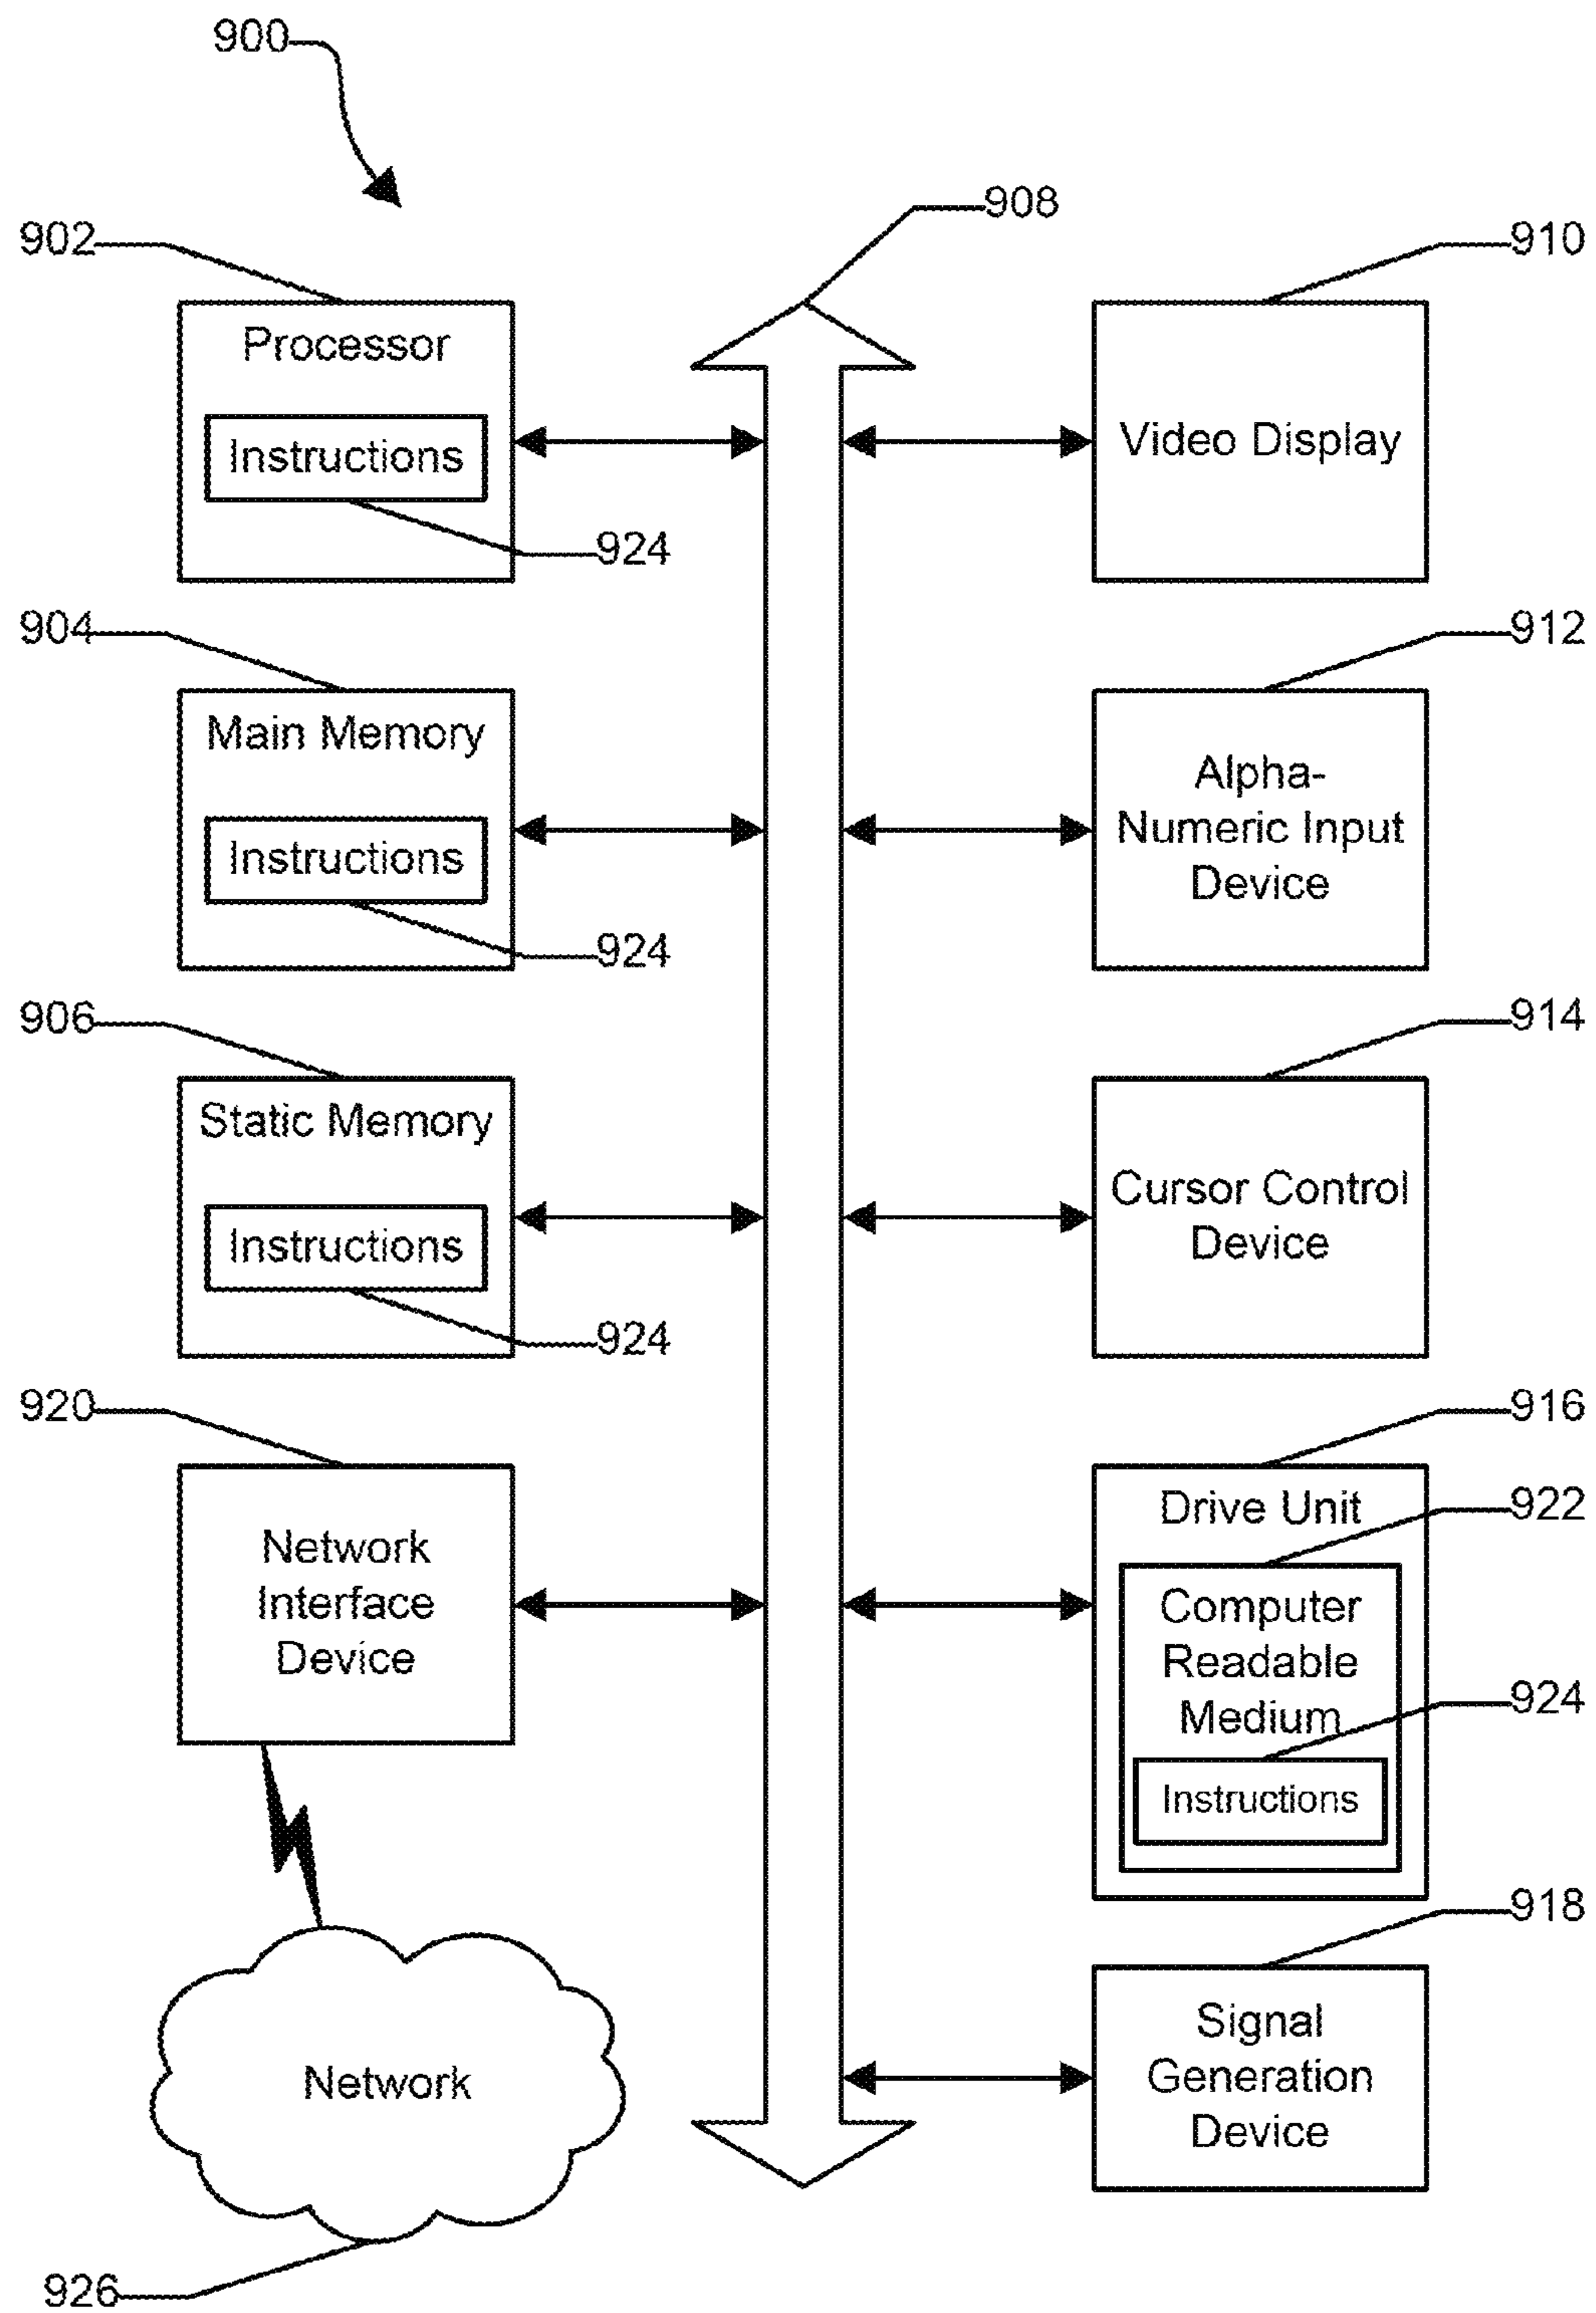 900
908
902
910
Processor
Instructions
924
Video Display
904
912
Main Memory
Instructions
924
Alpha-
Numeric Input
Device
906
914
Static Memory
Instructions
924
Cursor Control
Device
920
916
Network
Interface
Device
Drive Unit
922
Computer
Readable
Medium
924
Instructions
918
Network
926
Signal
Generation
Device